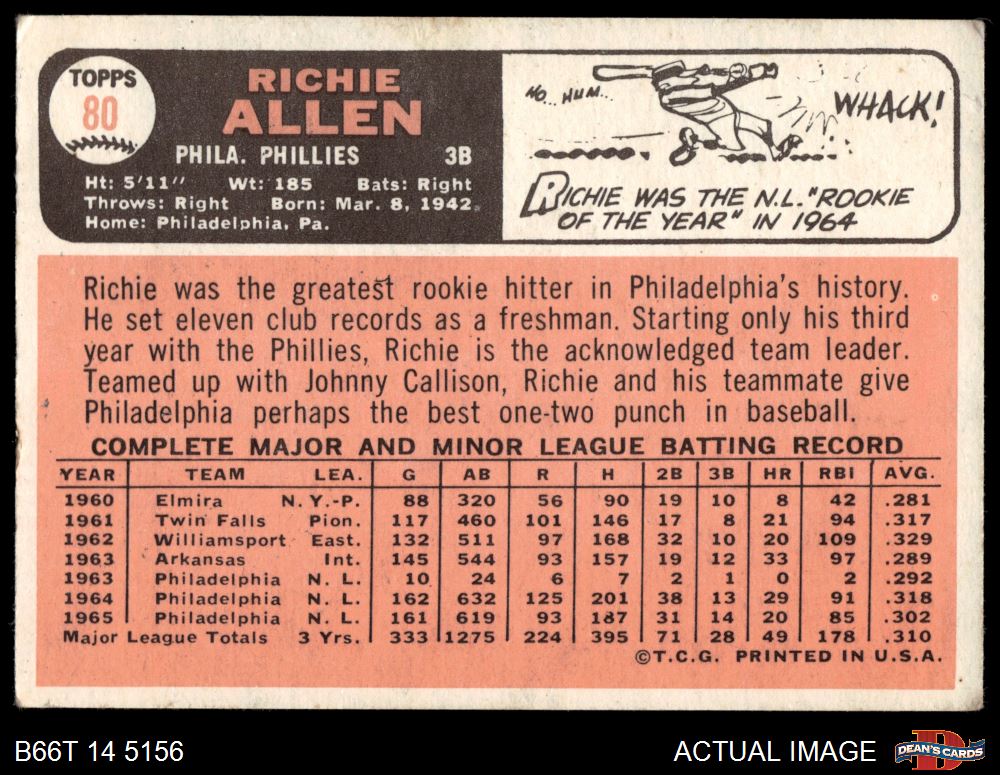 TOPPS
80
RICHIE
ALLEN
PHILA. PHILLIES 3B
Ht: 5'11" Wt: 185 Bats: Right
Throws: Right Born: Mar. 8, 1942
Home: Philadelphia, Pa.
HO.. HUM...
WHACK!
RICHIE WAS THE N.L. "ROOKIE
OF THE YEAR" IN 1964
Richie was the greatest rookie hitter in Philadelphia's history.
He set eleven club records as a freshman. Starting only his third
year with the Phillies, Richie is the acknowledged team leader.
Teamed up with Johnny Callison, Richie and his teammate give
Philadelphia perhaps the best one-two punch in baseball.
COMPLETE MAJOR AND MINOR LEAGUE BATTING RECORD
YEAR TEAM LEA. G AB R H 2B 3B HR RBI AVG.
1960 Elmira N.Y.-P. 88 320 56 90 19 10 8 42 .281
1961 Twin Falls Pion. 117 460 101 146 17 8 21 94 .317
1962 Williamsport East. 132 511 97 168 32 10 20 109 .329
1963 Arkansas Int. 145 544 93 157 19 12 33 97 .289
1963 Philadelphia N. L. 10 24 6 7 2 1 0 2 .292
1964 Philadelphia N. L. 162 632 125 201 38 13 29 91 .318
1965 Philadelphia N. L. 161 619 93 187 31 14 20 85 .302
Major League Totals 3 Yrs. 333 1275 224 395 71 28 49 178 .310
©T.C.G. PRINTED IN U.S.A.
B66T 14 5156
ACTUAL IMAGE
DEAN'S CARDS